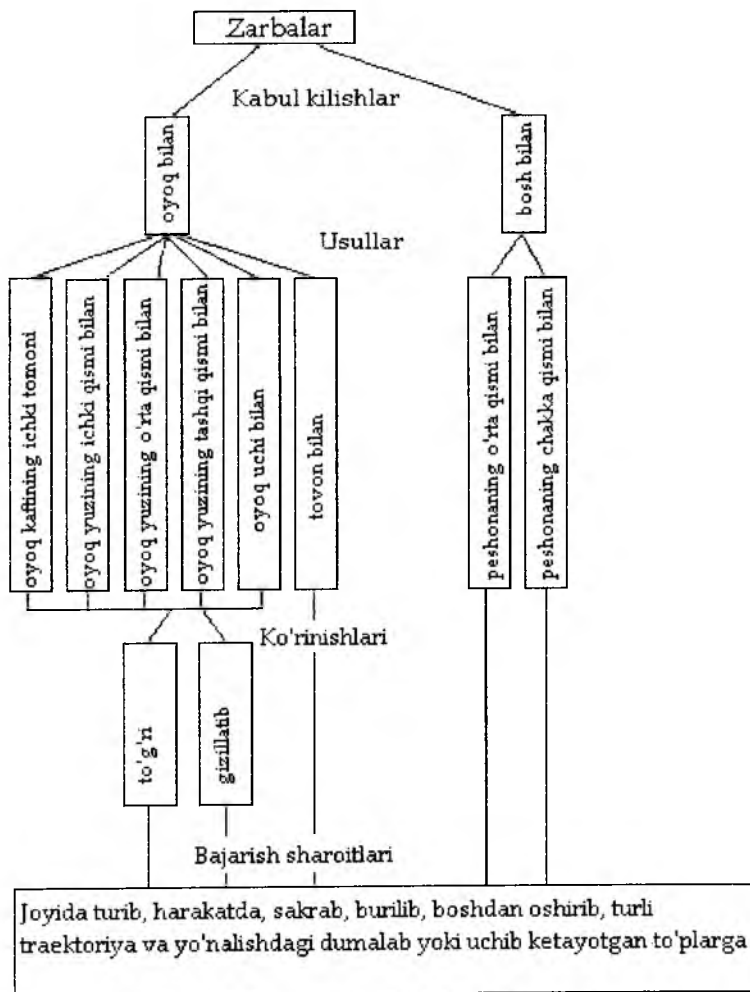 Zarbalar
Kabul kilishlar
oyoq bilan
bosh bilan
Usullar
oyoq kaftining ichki tomoni
oyoq yuzining ichki qismi bilan
oyoq yuzining o'rta qismi bilan
oyoq yuzining tashqi qismi bilan
oyoq uchi bilan
tovon bilan
peshonaning o'rta qismi bilan
peshonaning chakka qismi bilan
Ko'rinishlari
to'g'ri
gizillatib
Bajarish sharoitlari
Joyida turib, harakatda, sakrab, burilib, boshdan oshirib, turli
traektoriya va yo'nalishdagi dumalab yoki uchib ketayotgan to'plarga